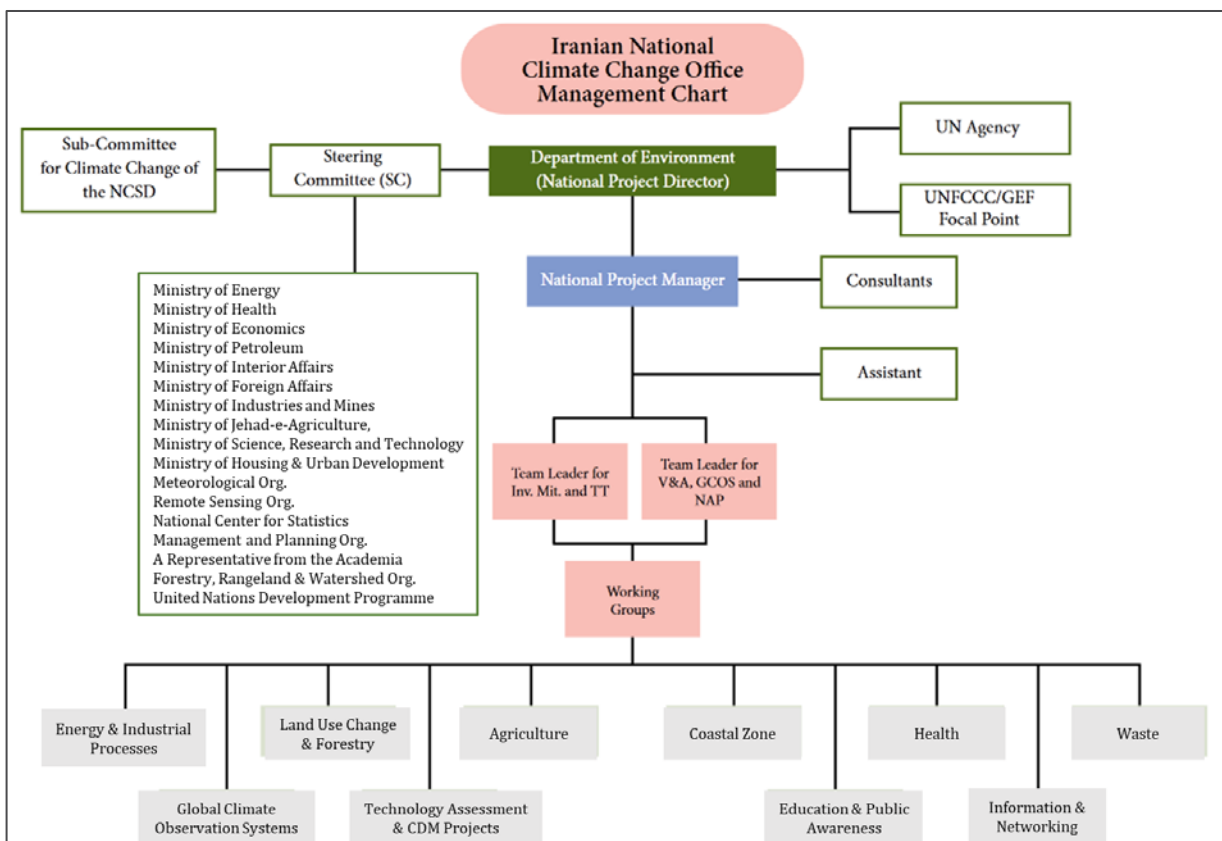 Iranian National
Climate Change Office
Management Chart
Sub-Committee
for Climate Change of
the NCSD
Steering
Committee (SC)
Department of Environment
(National Project Director)
UN Agency
UNFCCC/GEF
Focal Point
National Project Manager
Consultants
Assistant
Ministry of Energy
Ministry of Health
Ministry of Economics
Ministry of Petroleum
Ministry of Interior Affairs
Ministry of Foreign Affairs
Ministry of Industries and Mines
Ministry of Jehad-e-Agriculture,
Ministry of Science, Research and Technology
Ministry of Housing & Urban Development
Meteorological Org.
Remote Sensing Org.
National Center for Statistics
Management and Planning Org.
A Representative from the Academia
Forestry, Rangeland & Watershed Org.
United Nations Development Programme
Team Leader for
Inv. Mit. and TT
Team Leader for
V&A, GCOS and
NAP
Working
Groups
Energy & Industrial
Processes
Land Use Change
& Forestry
Agriculture
Coastal Zone
Health
Waste
Global Climate
Observation Systems
Technology Assessment
& CDM Projects
Education & Public
Awareness
Information &
Networking